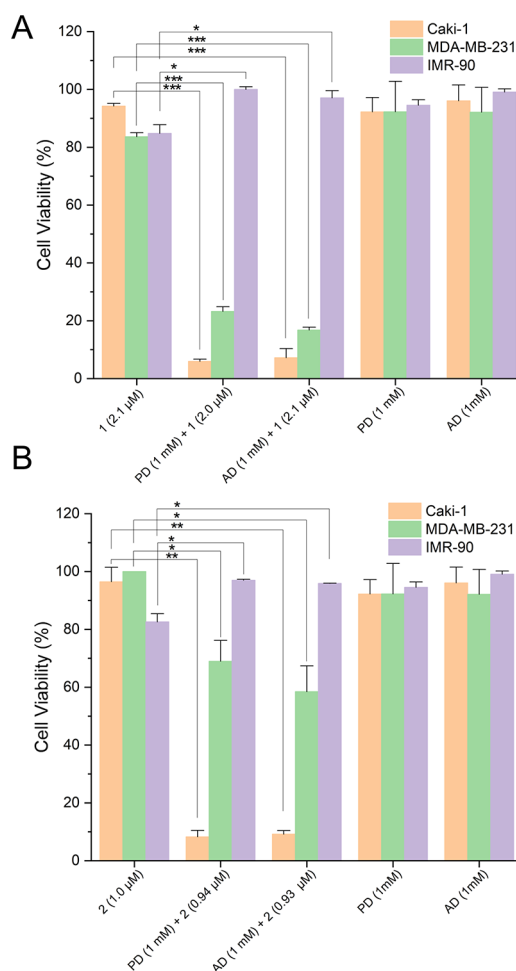 A
Caki-1
MDA-MB-231
IMR-90
*
***
***
*
***
***
120
100
80
60
40
20
0
Cell Viability (%)
1 (2.1 μM)
PD (1 mM) + 1 (2.0 μM)
AD (1 mM) + 1 (2.1 μM)
PD (1 mM)
AD (1mM)
B
Caki-1
MDA-MB-231
IMR-90
*
*
**
*
*
**
120
100
80
60
40
20
0
Cell Viability (%)
2 (1.0 μM)
PD (1 mM) + 2 (0.94 μM)
AD (1 mM) + 2 (0.93 μM)
PD (1mM)
AD (1mM)